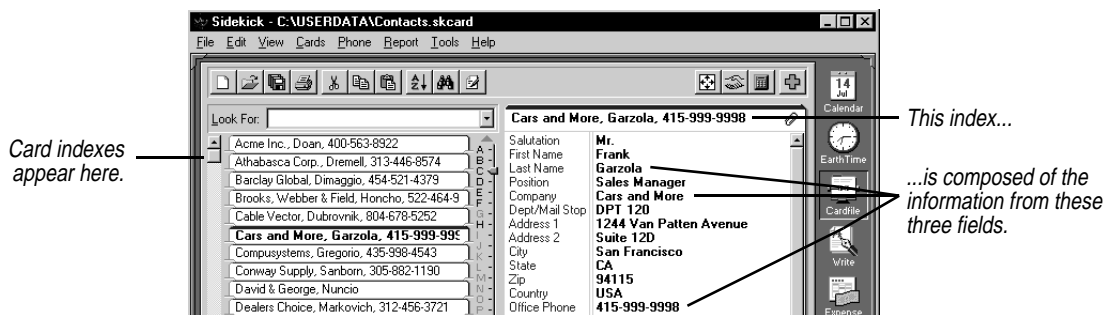 Sidekick - C:\USERDATA\Contacts.skcard
File Edit View Cards Phone Report Tools Help
14
Jul
Calendar
Look For:
Cars and More, Garzola, 415-999-9998
This index...
Card indexes
appear here.
Acme Inc., Doan, 400-563-8922
Athabasca Corp., Dremell, 313-446-8574
Barclay Global, Dimaggio, 454-521-4379
Brooks, Webber & Field, Honcho, 522-464-9
Cable Vector, Dubrovnik, 804-678-5252
Cars and More, Garzola, 415-999-999
Compusystems, Gregorio, 435-998-4543
Conway Supply, Sanborn, 305-882-1190
David & George, Nuncio
Dealers Choice, Markovich, 312-456-3721
A
B
C
D
E
F
G
H
I
J
K
L
M
N
O
P
Salutation Mr.
First Name Frank
Last Name Garzola
Position Sales Manager
Company Cars and More
Dept/Mail Stop DPT 120
Address 1 1244 Van Patten Avenue
Address 2 Suite 12D
City San Francisco
State CA
Zip 94115
Country USA
Office Phone 415-999-9998
EarthTime
Cardfile
Write
Expense
...is composed of the
information from these
three fields.